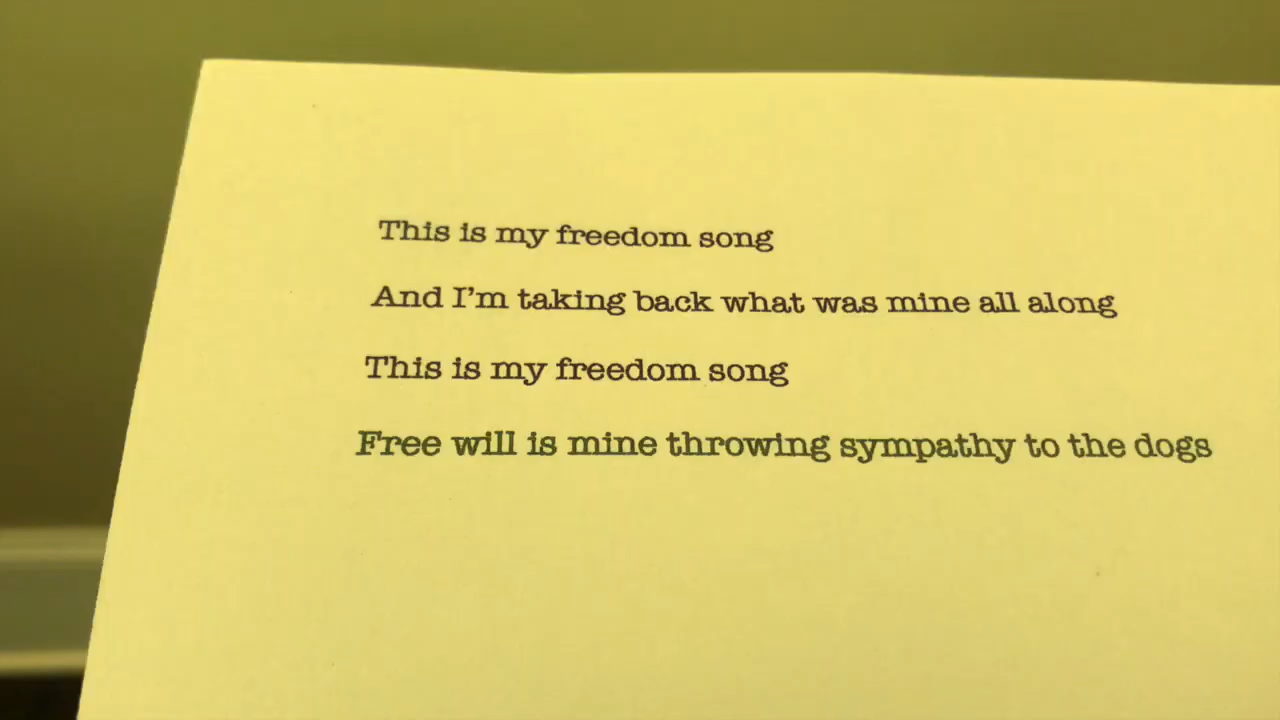 This is my freedom song
And I’m taking back what was mine all along
This is my freedom song
Free will is mine throwing sympathy to the dogs